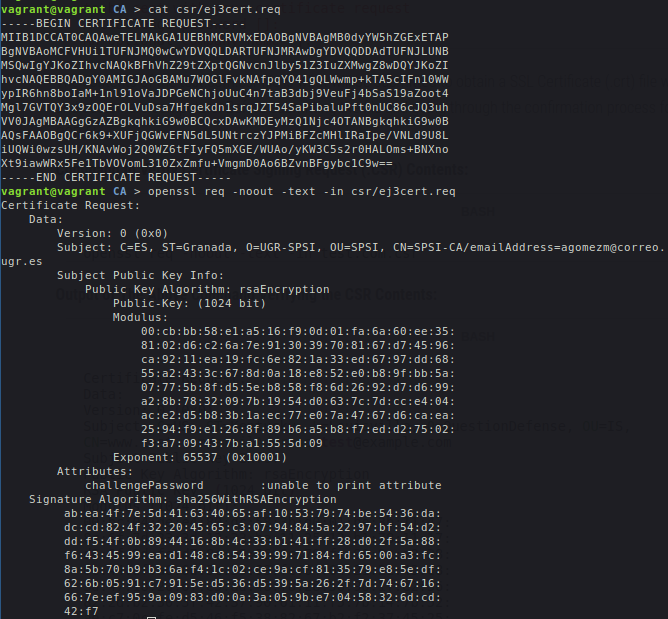 vagrant@vagrant CA > cat csr/ej3cert.req
-----BEGIN CERTIFICATE REQUEST-----
MIIB1DCCAT0CAQAweTELMAkGA1UEBhMCRVMxEDAOBgNVBAgMB0dyYW5hZGExETAP
BgNVBAoMCFVHUi1TUFNJMQ0wCwYDVQQLDARTUFNJMRAwDgYDVQQDDAdTUFNJLUNB
MSQwIgYJKoZIhvcNAQkBFhVhZ29tZXptQGNvcnJlby51Z3IuZXMwgZ8wDQYJKoZI
hvcNAQEBBQADgY0AMIGJAoGBAMu7WOGlFvkNAfpqYO41gQLWwmp+kTA5cIFn10WW
ypIR6hn8boIaM+1nl91oVaJDPGeNChjoUuC4n7taB3dbj9VeuFj4bSaS19aZoot4
Mgl7GVTQY3x9zOQErOLVuDsa7Hfgekdn1srqJZT54SaPibaluPft0nUC86cJQ3uh
VV0JAgMBAAGgGzAZBgkqhkiG9w0BCQcxDAwKMDEyMzQ1Njc4OTANBgkqhkiG9w0B
AQsFAAOBgQCr6k9+XUFjQGWvEFN5dL5UNtrczYJPMiBFZcMHlIRaIpe/VNLd9U8L
iUQWi0wzsUH/KNAvWoj2Q0WZ6tFIyFQ5mXGE/WUAo/yKW3C5s2r0HALOms+BNXno
Xt9iawWRx5Fe1TbVOVomL310ZxZmfu+VmgmD0Ao6BZvnBFgybc1C9w==
-----END CERTIFICATE REQUEST-----
vagrant@vagrant CA > openssl req -noout -text -in csr/ej3cert.req
Certificate Request:
Data:
Version: 0 (0x0)
Subject: C=ES, ST=Granada, O=UGR-SPSI, OU=SPSI, CN=SPSI-CA/emailAddress=agomezm@correo.
ugr.es
Subject Public Key Info:
Public Key Algorithm: rsaEncryption
Public-Key: (1024 bit)
Modulus:
00:cb:bb:58:e1:a5:16:f9:0d:01:fa:6a:60:ee:35:
81:02:d6:c2:6a:7e:91:30:39:70:81:67:d7:45:96:
ca:92:11:ea:19:fc:6e:82:1a:33:ed:67:97:dd:68:
55:a2:43:3c:67:8d:0a:18:e8:52:e0:b8:9f:bb:5a:
07:77:5b:8f:d5:5e:b8:58:f8:6d:26:92:d7:d6:99:
a2:8b:78:32:09:7b:19:54:d0:63:7c:7d:cc:e4:04:
ac:e2:d5:b8:3b:1a:ec:77:e0:7a:47:67:d6:ca:ea:
25:94:f9:e1:26:8f:89:b6:a5:b8:f7:ed:d2:75:02:
f3:a7:09:43:7b:a1:55:5d:09
Exponent: 65537 (0x10001)
Attributes:
challengePassword        :unable to print attribute
Signature Algorithm: sha256WithRSAEncryption
ab:ea:4f:7e:5d:41:63:40:65:af:10:53:79:74:be:54:36:da:
dc:cd:82:4f:32:20:45:65:c3:07:94:84:5a:22:97:bf:54:d2:
dd:f5:4f:0b:89:44:16:8b:4c:33:b1:41:ff:28:d0:2f:5a:88:
f6:43:45:99:ea:d1:48:c8:54:39:99:71:84:fd:65:00:a3:fc:
8a:5b:70:b9:b3:6a:f4:1c:02:ce:9a:cf:81:35:79:e8:5e:df:
62:6b:05:91:c7:91:5e:d5:36:d5:39:5a:26:2f:7d:74:67:16:
66:7e:ef:95:9a:09:83:d0:0a:3a:05:9b:e7:04:58:32:6d:cd:
42:f7